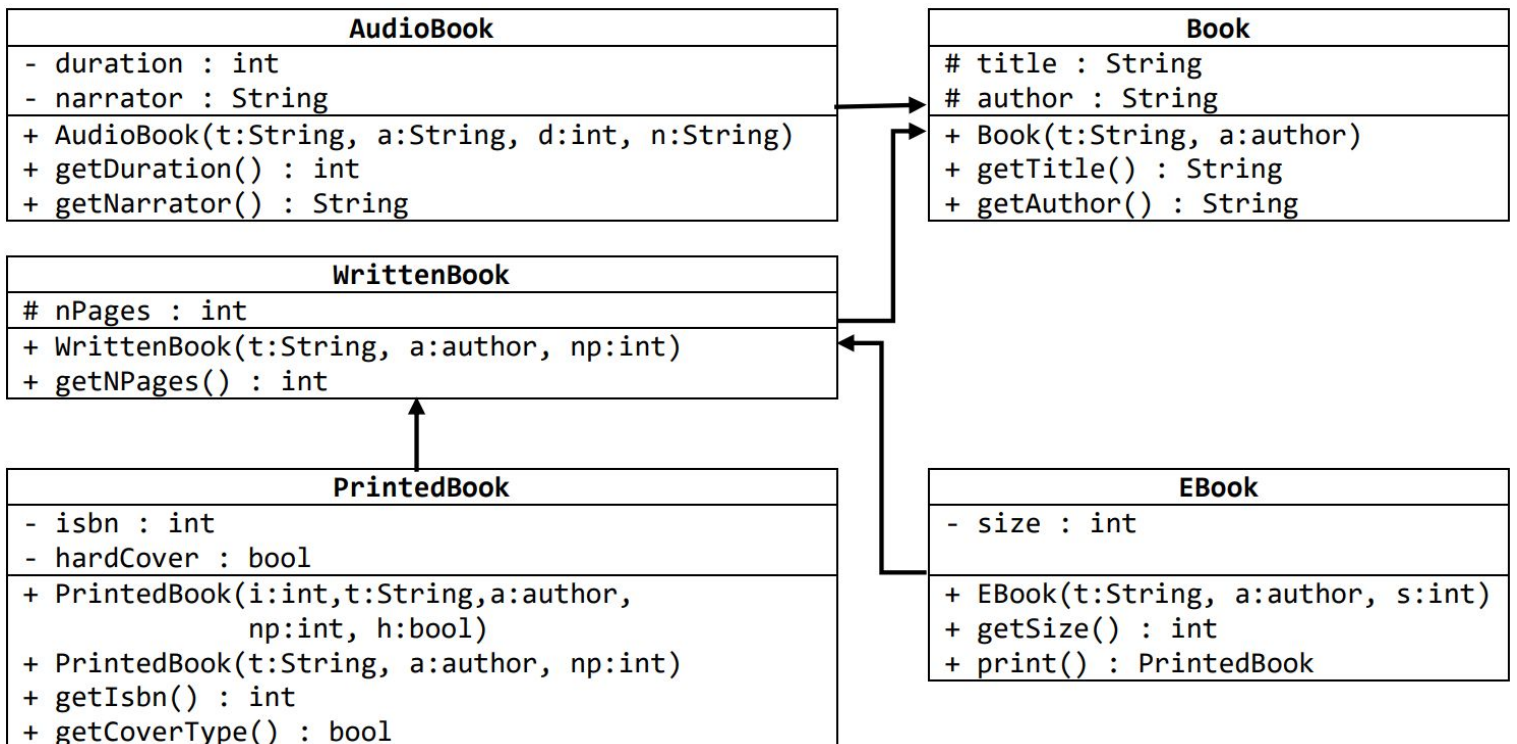 AudioBook
- duration : int
- narrator : String
+ AudioBook(t:String, a:String, d:int, n:String)
+ getDuration() : int
+ getNarrator() : String
Book
# title : String
# author : String
+ Book(t:String, a:author)
+ getTitle() : String
+ getAuthor() : String
WrittenBook
# nPages : int
+ WrittenBook(t:String, a:author, np:int)
+ getNPages() : int
PrintedBook
- isbn : int
- hardCover : bool
+ PrintedBook(i:int,t:String,a:author,
np:int, h:bool)
+ PrintedBook(t:String, a:author, np:int)
+ getIsbn() : int
+ getCoverType() : bool
EBook
- size : int
+ EBook(t:String, a:author, s:int)
+ getSize() : int
+ print() : PrintedBook